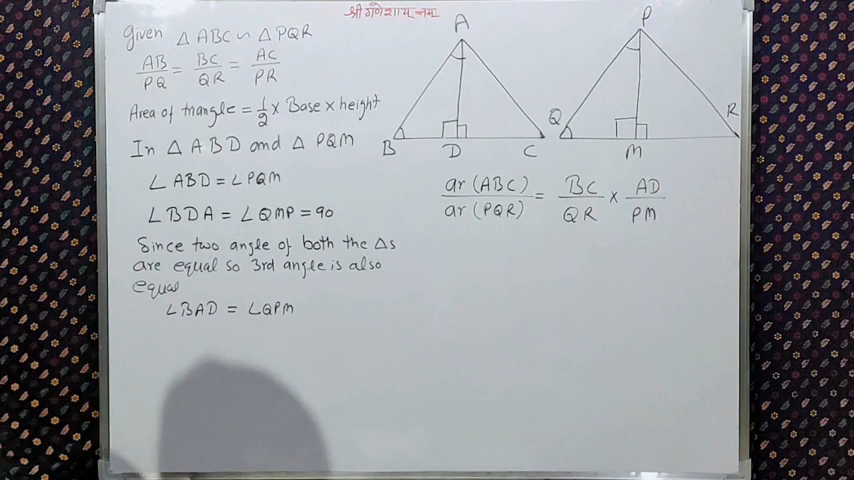 श्री गणेशाय नमः
Given △ ABC ∽ △ PQR
AB/PQ = BC/QR = AC/PR
Area of triangle = 1/2 × Base × height
In △ ABD and △ PQM
∠ABD = ∠PQM
∠BDA = ∠QMP = 90
Since two angle of both the △s
are equal so 3rd angle is also
equal
∠BAD = ∠QPM
A
B D C
P
Q R
M
ar (ABC)/ar (PQR) = BC/QR × AD/PM